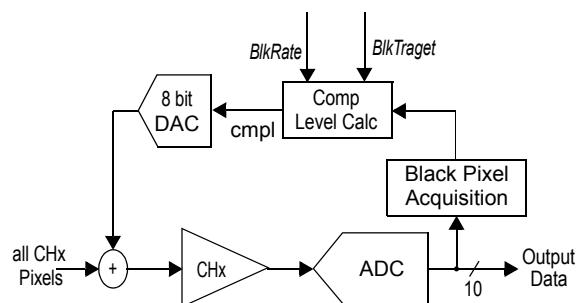 BlkRate
BlkTraget
8 bit
DAC
cmpl
Comp
Level Calc
Black Pixel
Acquisition
all CHx
Pixels
+
CHx
ADC
10
Output
Data